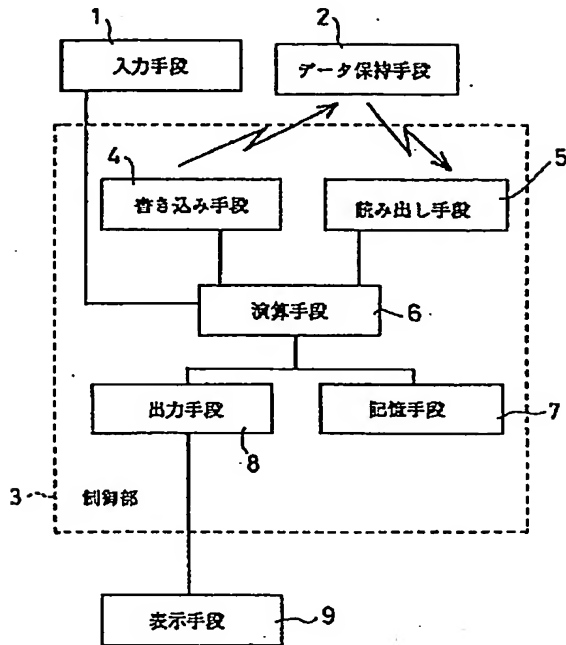 1
入力手段
2
データ保持手段
4
書き込み手段
5
読み出し手段
演算手段
6
出力手段
8
記憶手段
7
3
制御部
表示手段
9